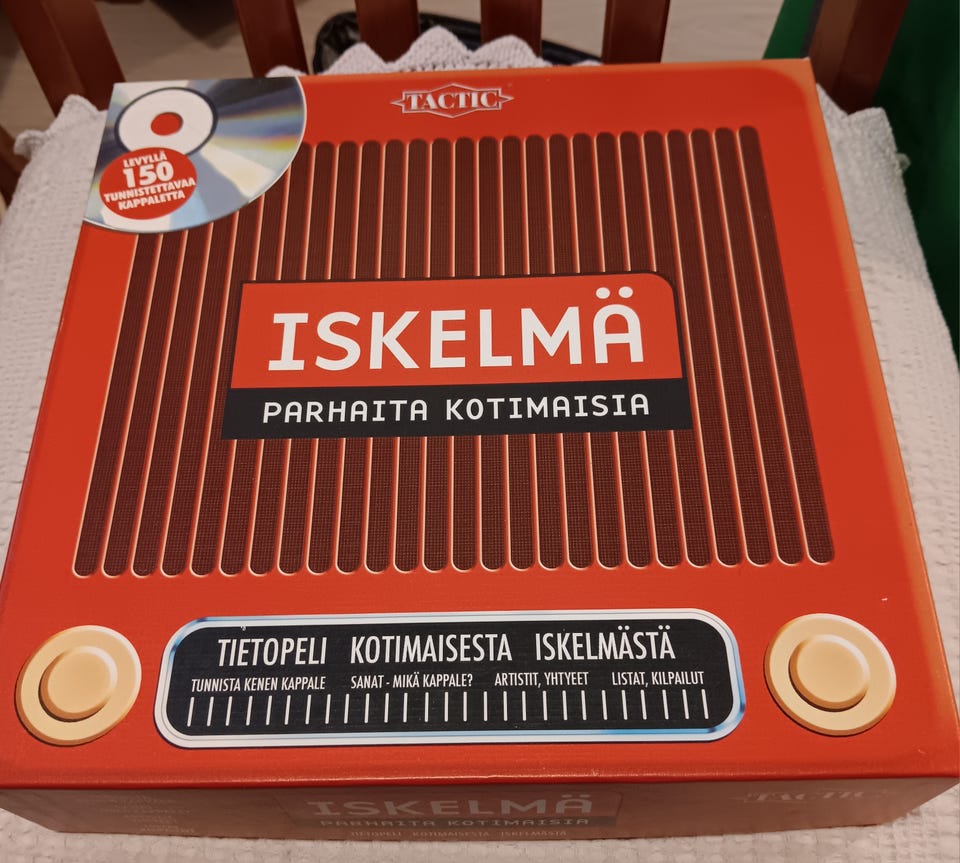 TACTIC
LEVYLLÄ
150
TUNNISTETTAVAA
KAPPALETTA
ISKELMÄ
PARHAITA KOTIMAISIA
TIETOPELI KOTIMAISESTA ISKELMÄSTÄ
TUNNISTA KENEN KAPPALE SANAT - MIKÄ KAPPALE? ARTISTIT, YHTYEET LISTAT, KILPAILUT
ISKELMÄ
TACTIC
PARHAITA KOTIMAISIA
TIETOPELI KOTIMAISESTA ISKELMÄSTÄ